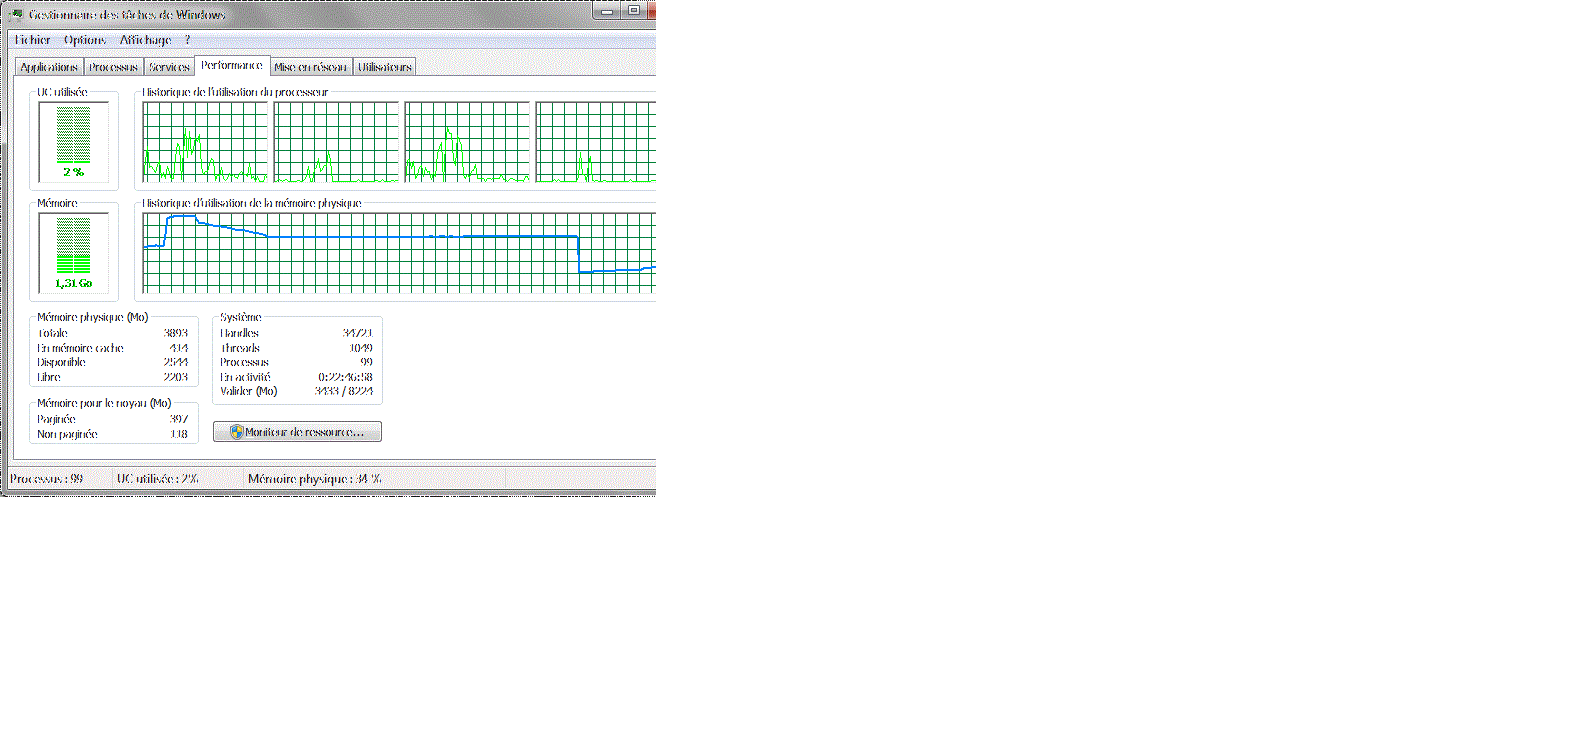 Gestionnaire des tâches de Windows
Fichier Options Affichage ?
Applications Processus Services Performance Mise en réseau Utilisateurs
UC utilisée Historique de l'utilisation du processeur
2 %
Mémoire Historique d'utilisation de la mémoire physique
1,31 Go
Mémoire physique (Mo) Système
Totale 3893 Handles 34721
En mémoire cache 414 Threads 1049
Disponible 2544 Processus 99
Libre 2203 En activité 0:22:46:58
Valider (Mo) 3433 / 8224
Mémoire pour le noyau (Mo)
Paginée 397
Non paginée 118 Moniteur de ressource...
Processus : 99 UC utilisée : 2% Mémoire physique : 34 %